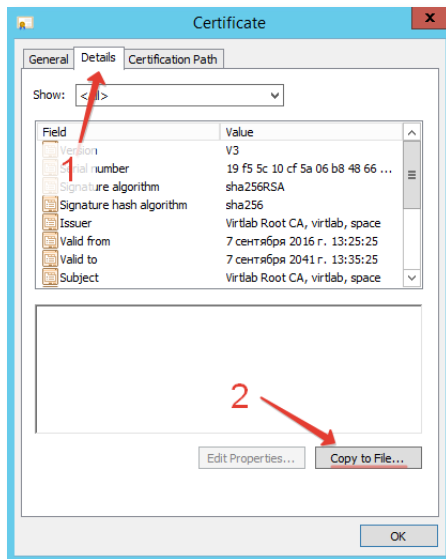 Certificate
x
General Details Certification Path
Show:
Field Value
Version V3
Serial number 19 f5 5c 10 cf 5a 06 b8 48 66 ...
Signature algorithm sha256RSA
Signature hash algorithm sha256
Issuer Virtlab Root CA, virtlab, space
Valid from 7 сентября 2016 г. 13:25:25
Valid to 7 сентября 2041 г. 13:35:25
Subject Virtlab Root CA, virtlab, space
1
2
Edit Properties... Copy to File...
OK